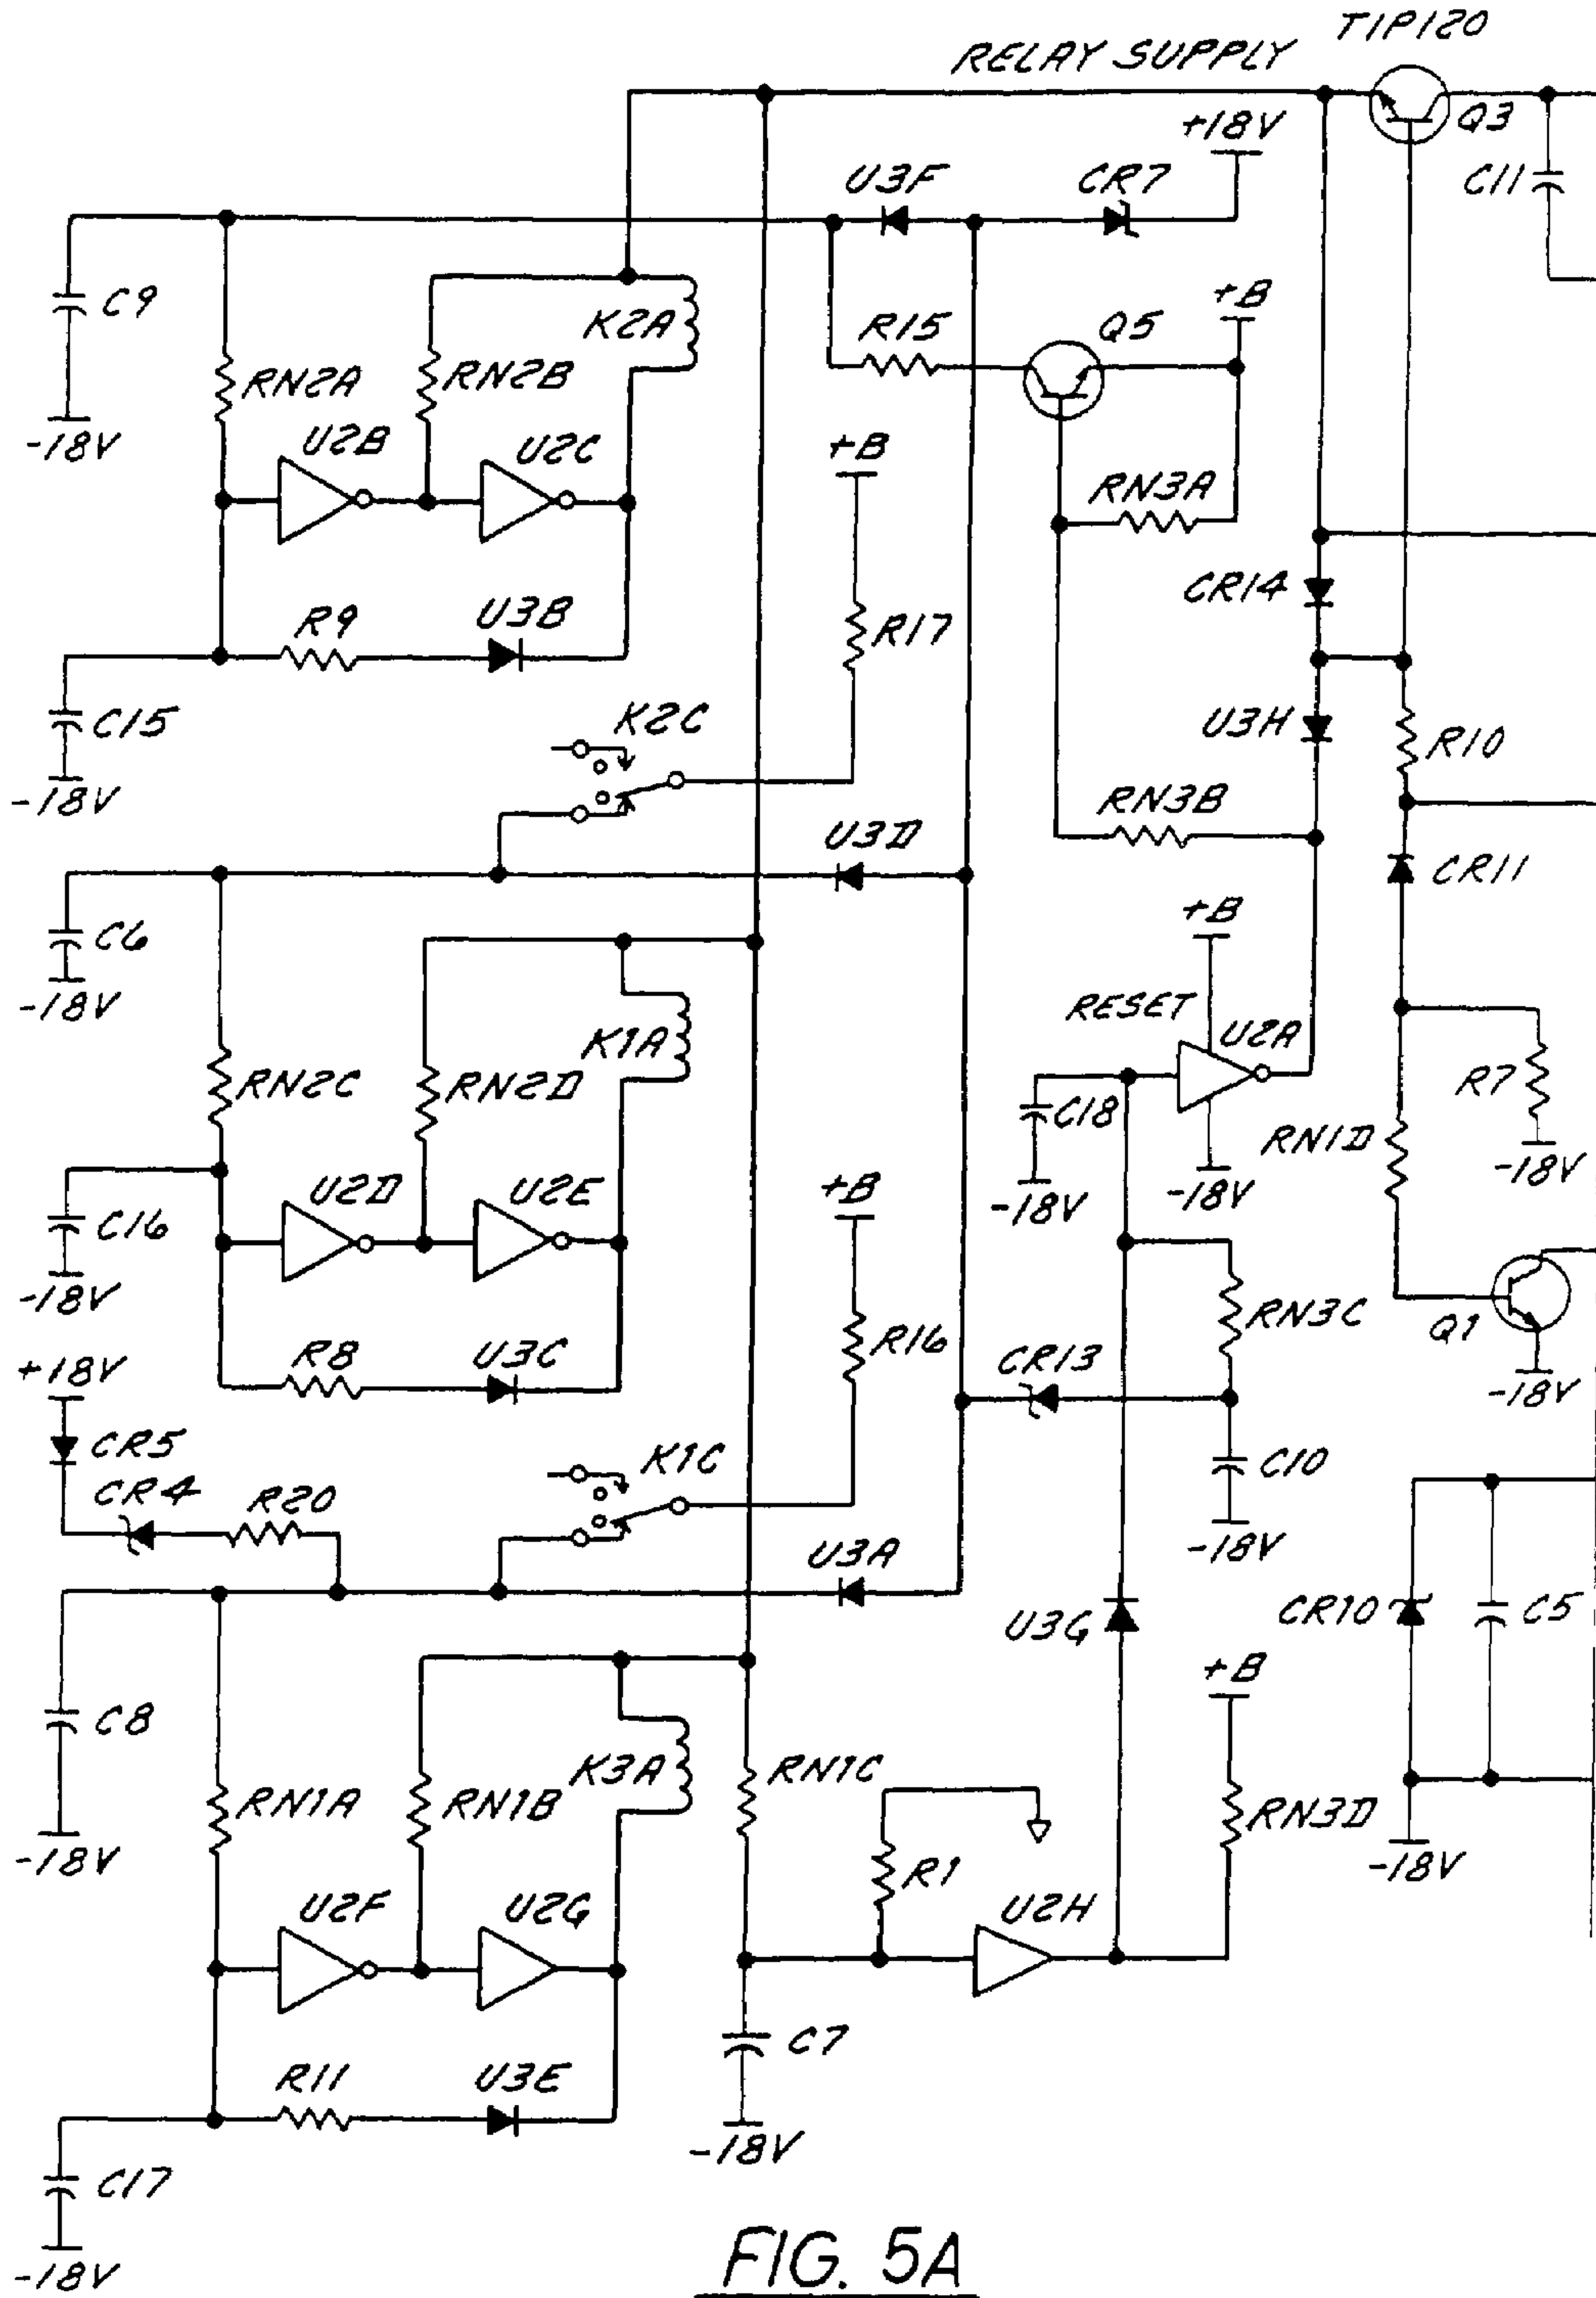 TIP120
RELAY SUPPLY
Q3
+18V
U3F
CR7
C11
C9
K2A
+B
R15
Q5
RN2A
RN2B
-18V
U2B
U2C
+B
RN3A
CR14
R9
U3B
R17
C15
K2C
U3H
R10
-18V
RN3B
U3D
CR11
C6
+B
-18V
RESET
U2A
K1A
RN2C
RN2D
C18
R7
RN1D
U2D
U2E
+B
-18V
-18V
-18V
C16
-18V
RN3C
Q1
R16
R8
U3C
CR13
+18V
-18V
CR5
K1C
C10
CR4
R20
-18V
U3A
CR10
C5
U3G
+B
C8
K3A
RN1C
RN1A
RN1B
RN3D
-18V
R1
-18V
U2F
U2G
U2H
C7
R11
U3E
-18V
C17
-18V
FIG. 5A